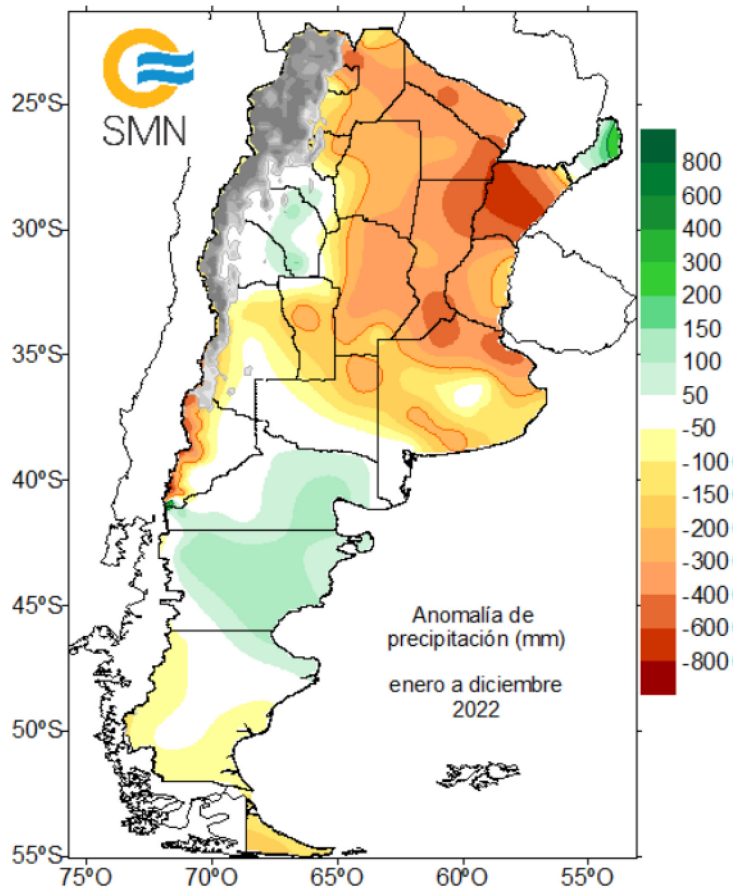 SMN
25ºS
30ºS
35ºS
40ºS
45ºS
50ºS
55ºS
75ºO
70ºO
65ºO
60ºO
55ºO
800
600
400
200
150
100
50
-50
-100
-150
-200
-300
-400
-600
-800
Anomalía de
precipitación (mm)
enero a diciembre
2022